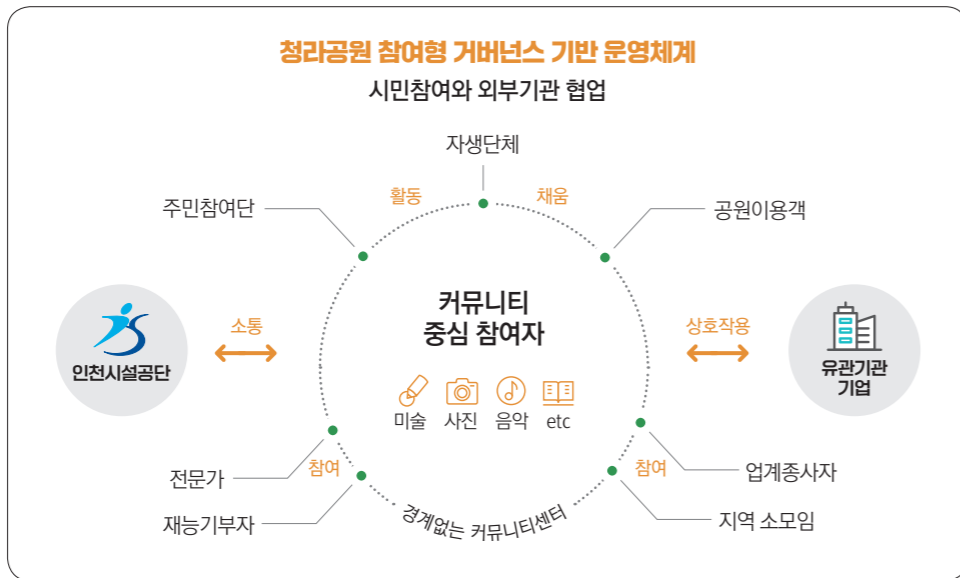 청라공원 참여형 거버넌스 기반 운영체계
시민참여와 외부기관 협업
자생단체
활동
채움
주민참여단
공원이용객
커뮤니티
중심 참여자
소통
상호작용
인천시설공단
유관기관
기업
미술
사진
음악
etc
전문가
참여
참여
업계종사자
재능기부자
지역 소모임
경계없는 커뮤니티센터